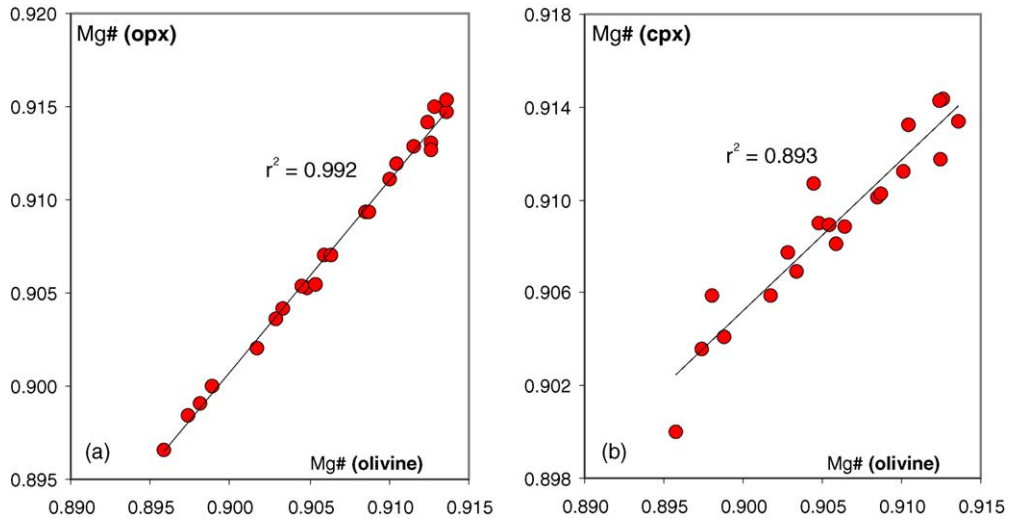 Mg# (opx)
0.920
0.915
0.910
0.905
0.900
0.895
r² = 0.992
(a)
Mg# (olivine)
0.890 0.895 0.900 0.905 0.910 0.915
Mg# (cpx)
0.918
0.914
0.910
0.906
0.902
0.898
r² = 0.893
(b)
Mg# (olivine)
0.890 0.895 0.900 0.905 0.910 0.915